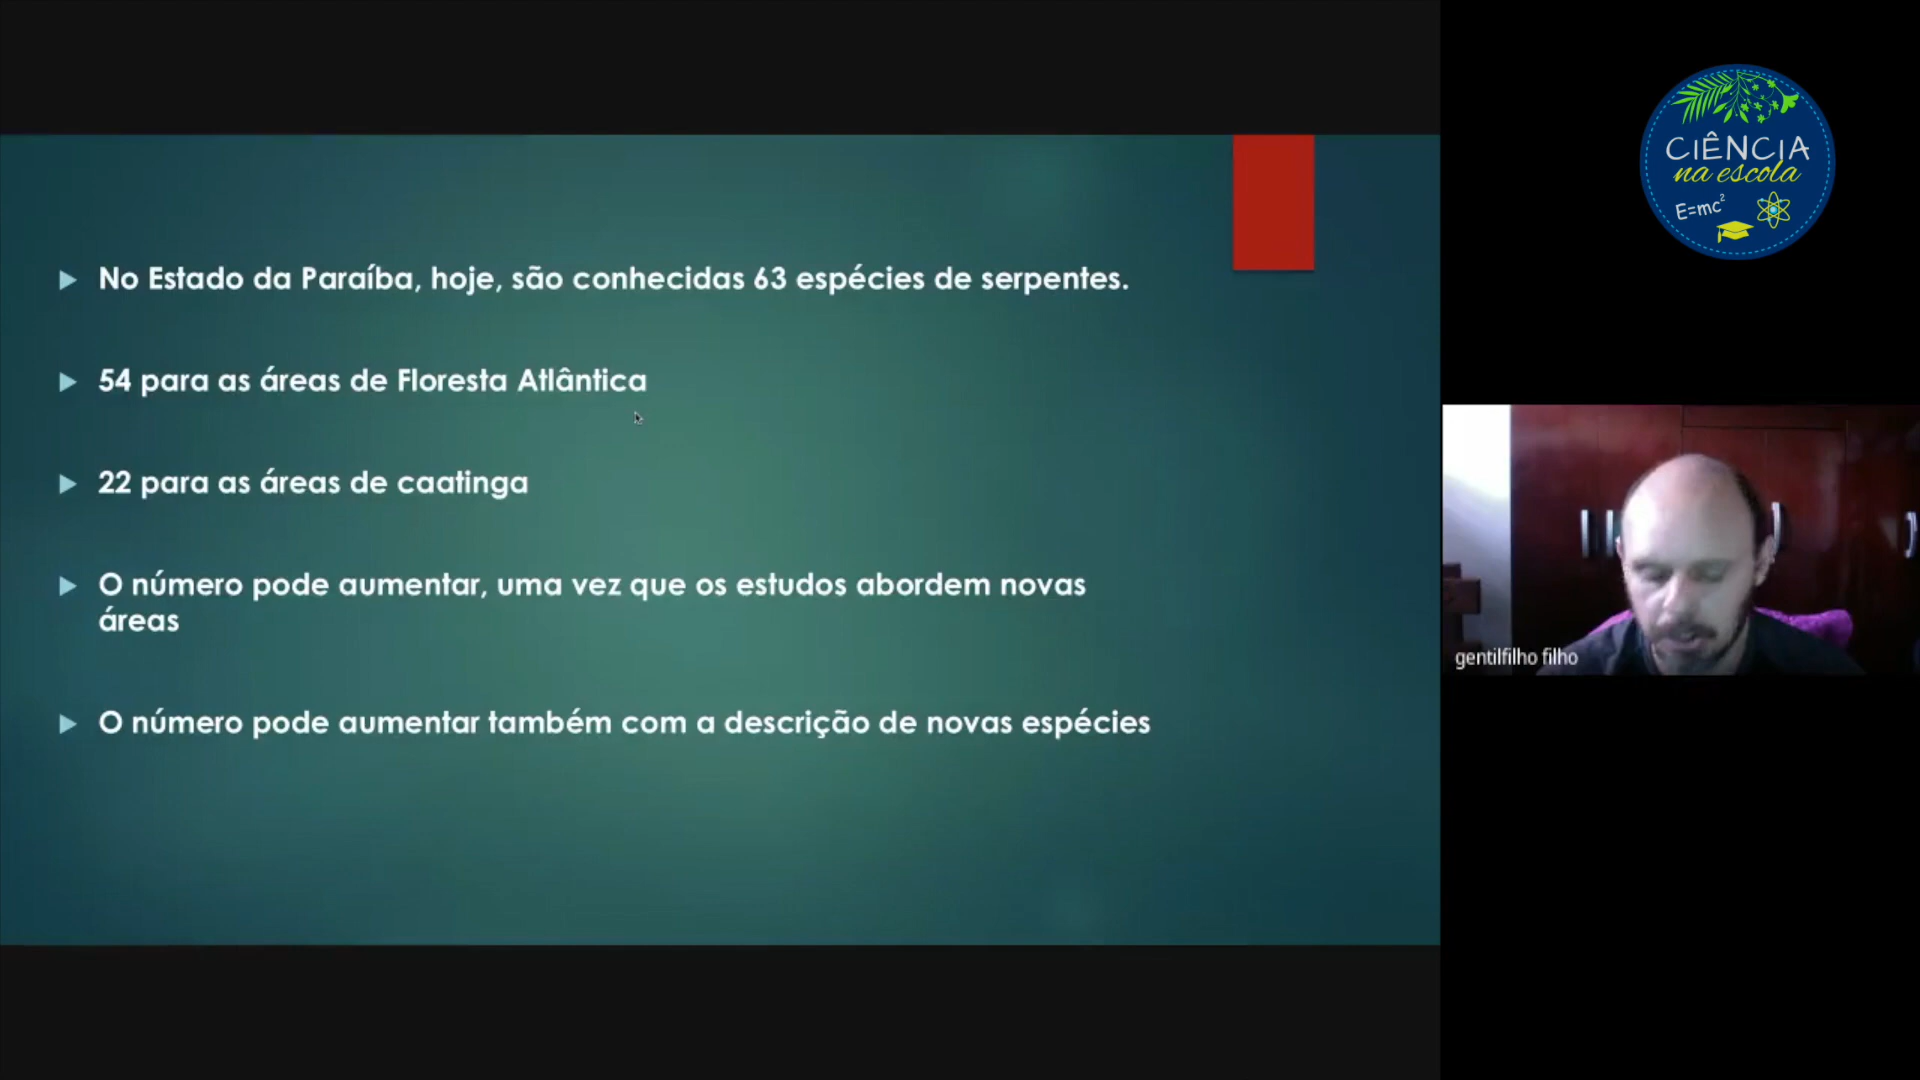 No Estado da Paraíba, hoje, são conhecidas 63 espécies de serpentes.
54 para as áreas de Floresta Atlântica
22 para as áreas de caatinga
O número pode aumentar, uma vez que os estudos abordem novas
áreas
O número pode aumentar também com a descrição de novas espécies
CIÊNCIA
na escola
E=mc²
gentilfilho filho